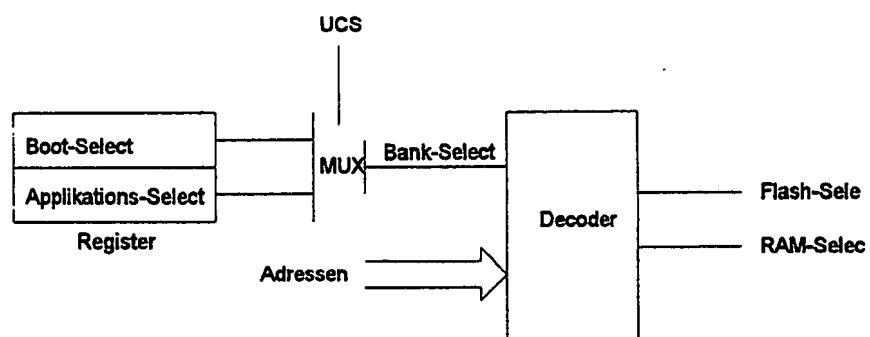 UCS
Boot-Select
Applikations-Select
Register
MUX
Bank-Select
Adressen
Decoder
Flash-Sele
RAM-Selec